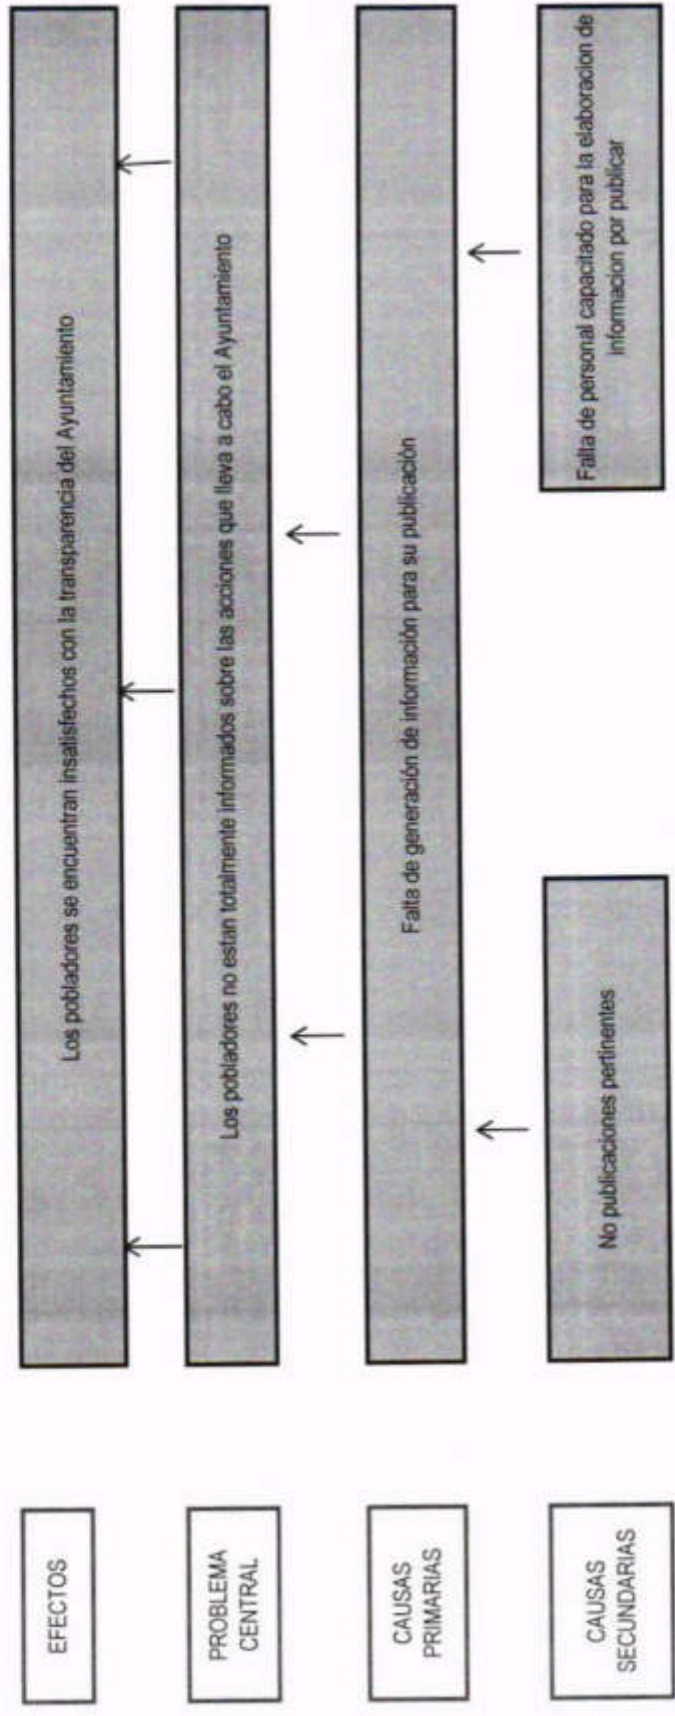 EFECTOS
Los pobladores se encuentran insatisfechos con la transparencia del Ayuntamiento
PROBLEMA
CENTRAL
Los pobladores no estan totalmente informados sobre las acciones que lleva a cabo el Ayuntamiento
CAUSAS
PRIMARIAS
Falta de generación de información para su publicación
CAUSAS
SECUNDARIAS
No publicaciones pertinentes
Falta de personal capacitado para la elaboracion de
informacion por publicar